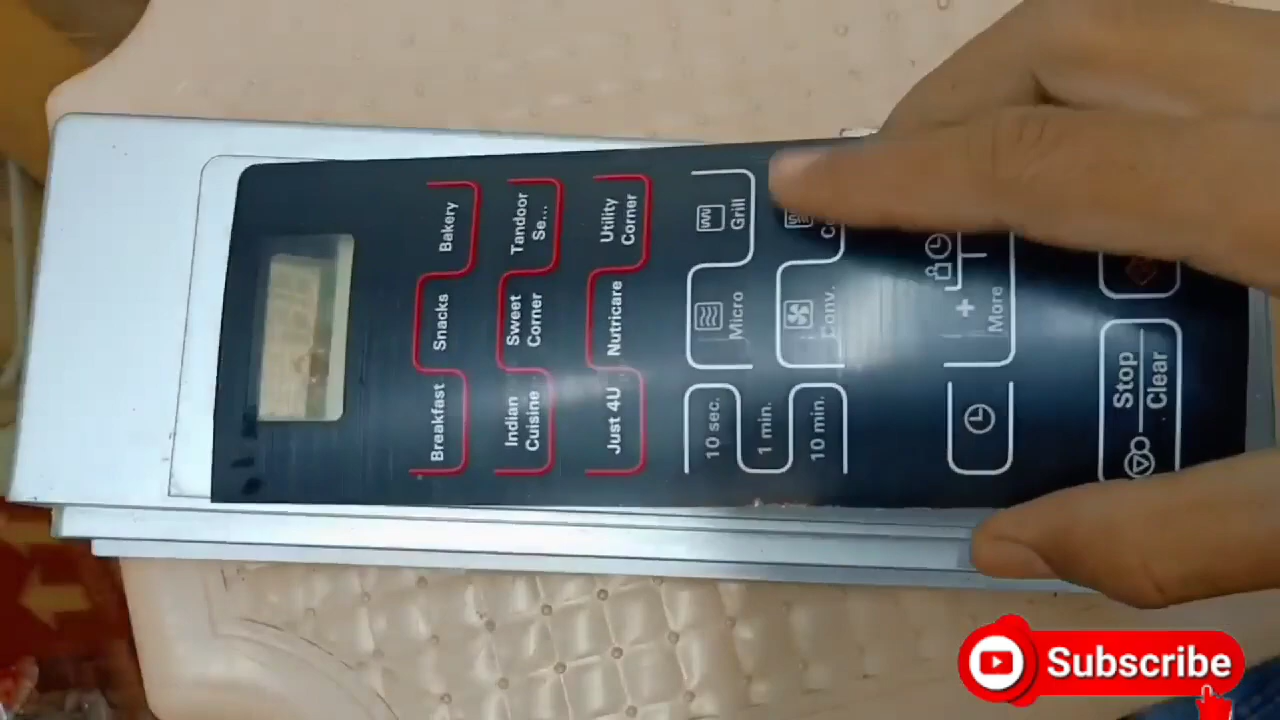 Breakfast
Snacks
Bakery
Indian
Cuisine
Sweet
Corner
Tandoor
Se...
Just 4U
Nutricare
Utility
Corner
Micro
Grill
Conv.
10 sec.
1 min.
10 min.
+
More
Stop
Clear
Subscribe